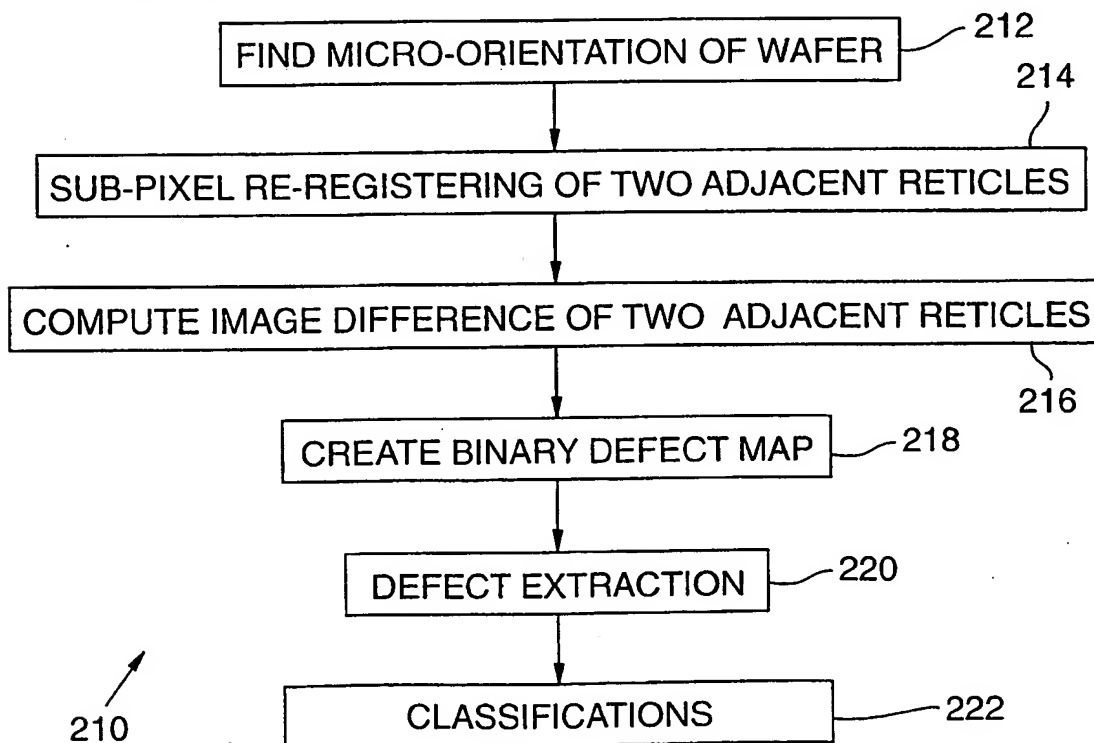 FIND MICRO-ORIENTATION OF WAFER
212
214
SUB-PIXEL RE-REGISTERING OF TWO ADJACENT RETICLES
COMPUTE IMAGE DIFFERENCE OF TWO ADJACENT RETICLES
216
CREATE BINARY DEFECT MAP
218
DEFECT EXTRACTION
220
210
CLASSIFICATIONS
222